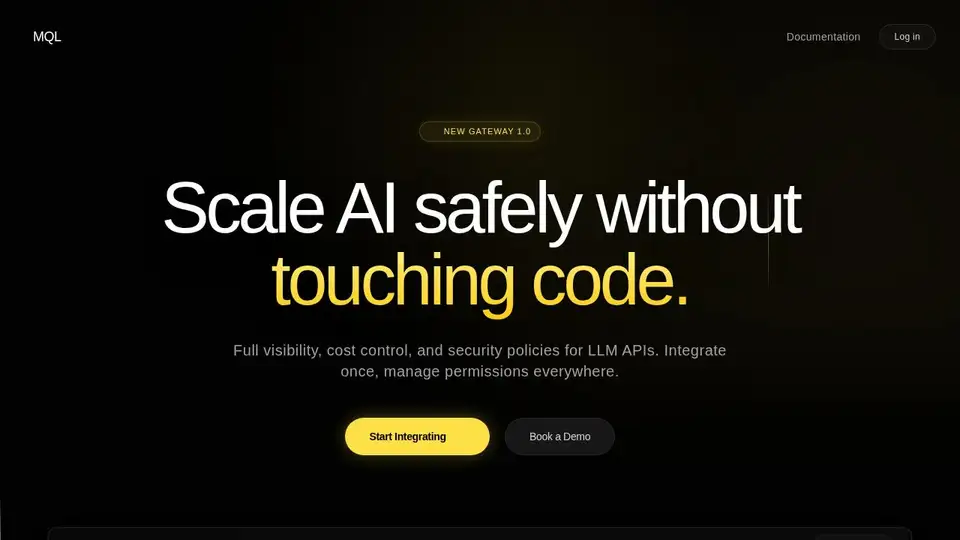 MQL
Documentation
Log in
NEW GATEWAY 1.0
Scale AI safely without
touching code.
Full visibility, cost control, and security policies for LLM APIs. Integrate
once, manage permissions everywhere.
Start Integrating
Book a Demo